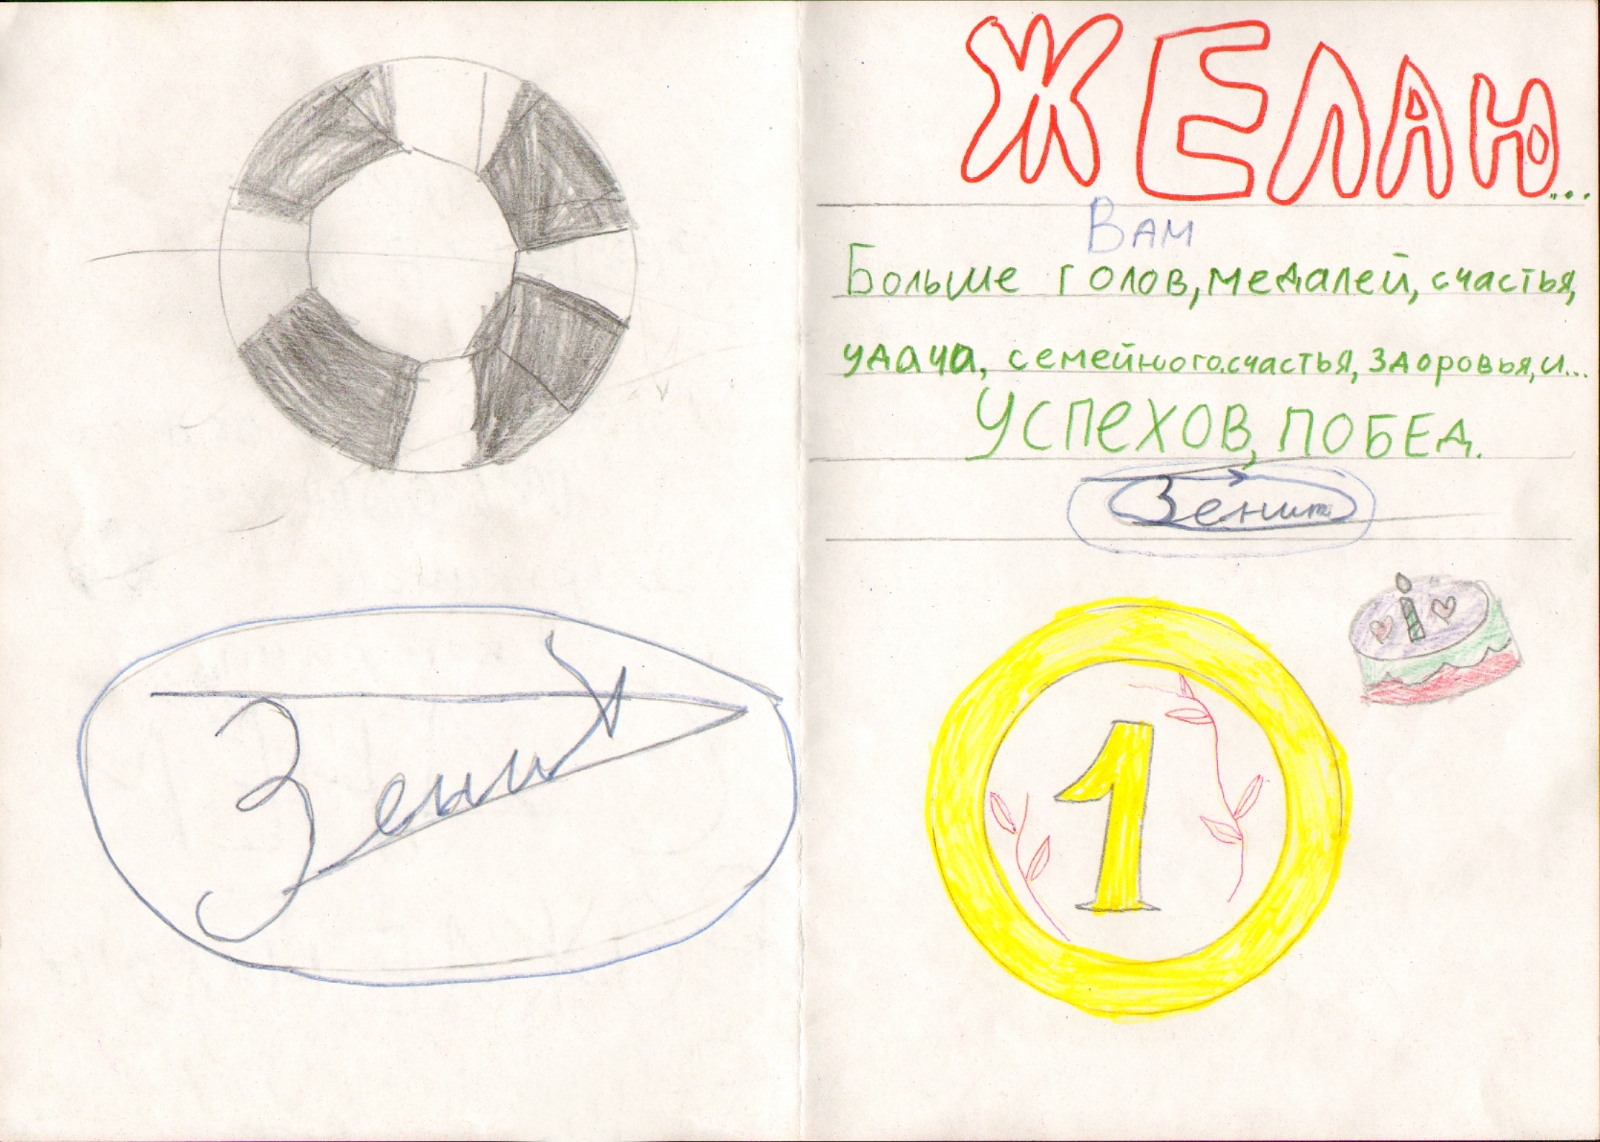 Зенит
ЖЕЛАЮ...
Вам
Больше голов, медалей, счастья,
удача, семейного счастья, здоровья, и...
УСПЕХОВ, ПОБЕД.
Зенит
1